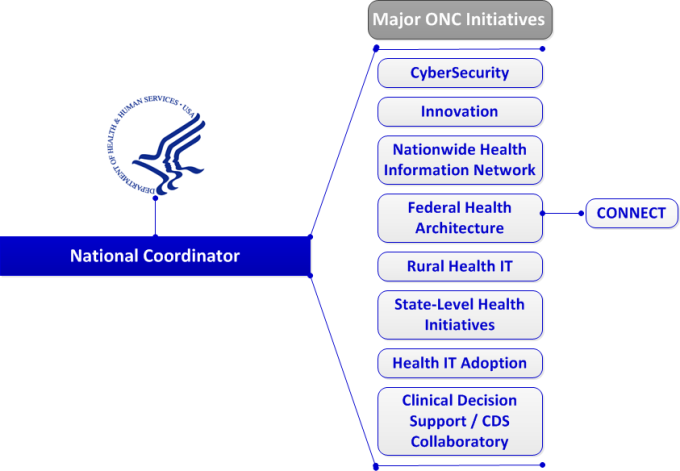 Major ONC Initiatives
CyberSecurity
Innovation
DEPARTMENT OF HEALTH & HUMAN SERVICES • USA
Nationwide Health
Information Network
Federal Health
Architecture
CONNECT
National Coordinator
Rural Health IT
State-Level Health
Initiatives
Health IT Adoption
Clinical Decision
Support / CDS
Collaboratory